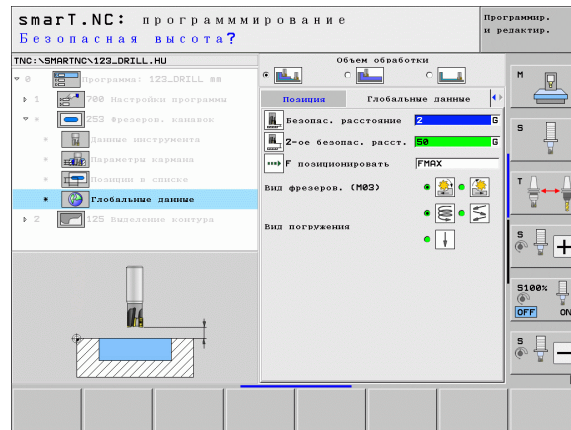 smarT.NC: программмирование
Программир.
и редактир.
Безопасная высота?
TNC:\SMARTNC\123_DRILL.HU
0 Программа: 123_DRILL мм
1 700 Настройки программы
* 253 Фрезеров. канавок
* Данные инструмента
* Параметры кармана
* Позиции в списке
* Глобальные данные
2 125 Выделение контура
Объем обработки
Позиция Глобальные данные
Безопас. расстояние 2 G
2-ое безопас. расст. 50 G
F позиционировать FMAX
Вид фрезеров. (M03)
Вид погружения
M
S
T
S
S100%
OFF ON
S